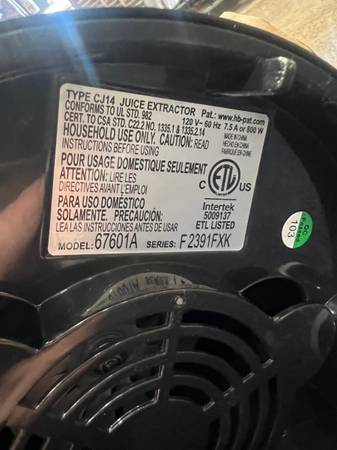 TYPE CJ14 JUICE EXTRACTOR Pat.: www.hb-pat.com
CONFORMS TO UL STD. 982 120 V~ 60 Hz 7.5 A or 800 W
CERT. TO CSA STD. C22.2 NO. 1335.1 & 1335.2.14
HOUSEHOLD USE ONLY. CAUTION: READ
INSTRUCTIONS BEFORE USING
MADE IN CHINA
HECHO EN CHINA
FABRIQUÉ EN CHINE
POUR USAGE DOMESTIQUE SEULEMENT
ATTENTION: LIRE LES
DIRECTIVES AVANT L'EMPLOI
PARA USO DOMÉSTICO
SOLAMENTE. PRECAUCIÓN:
LEA LAS INSTRUCCIONES ANTES DE USAR
C ETL US
Intertek
5009137
ETL LISTED
MODEL: 67601A SERIES: F2391FXK
QC
PASSED
103